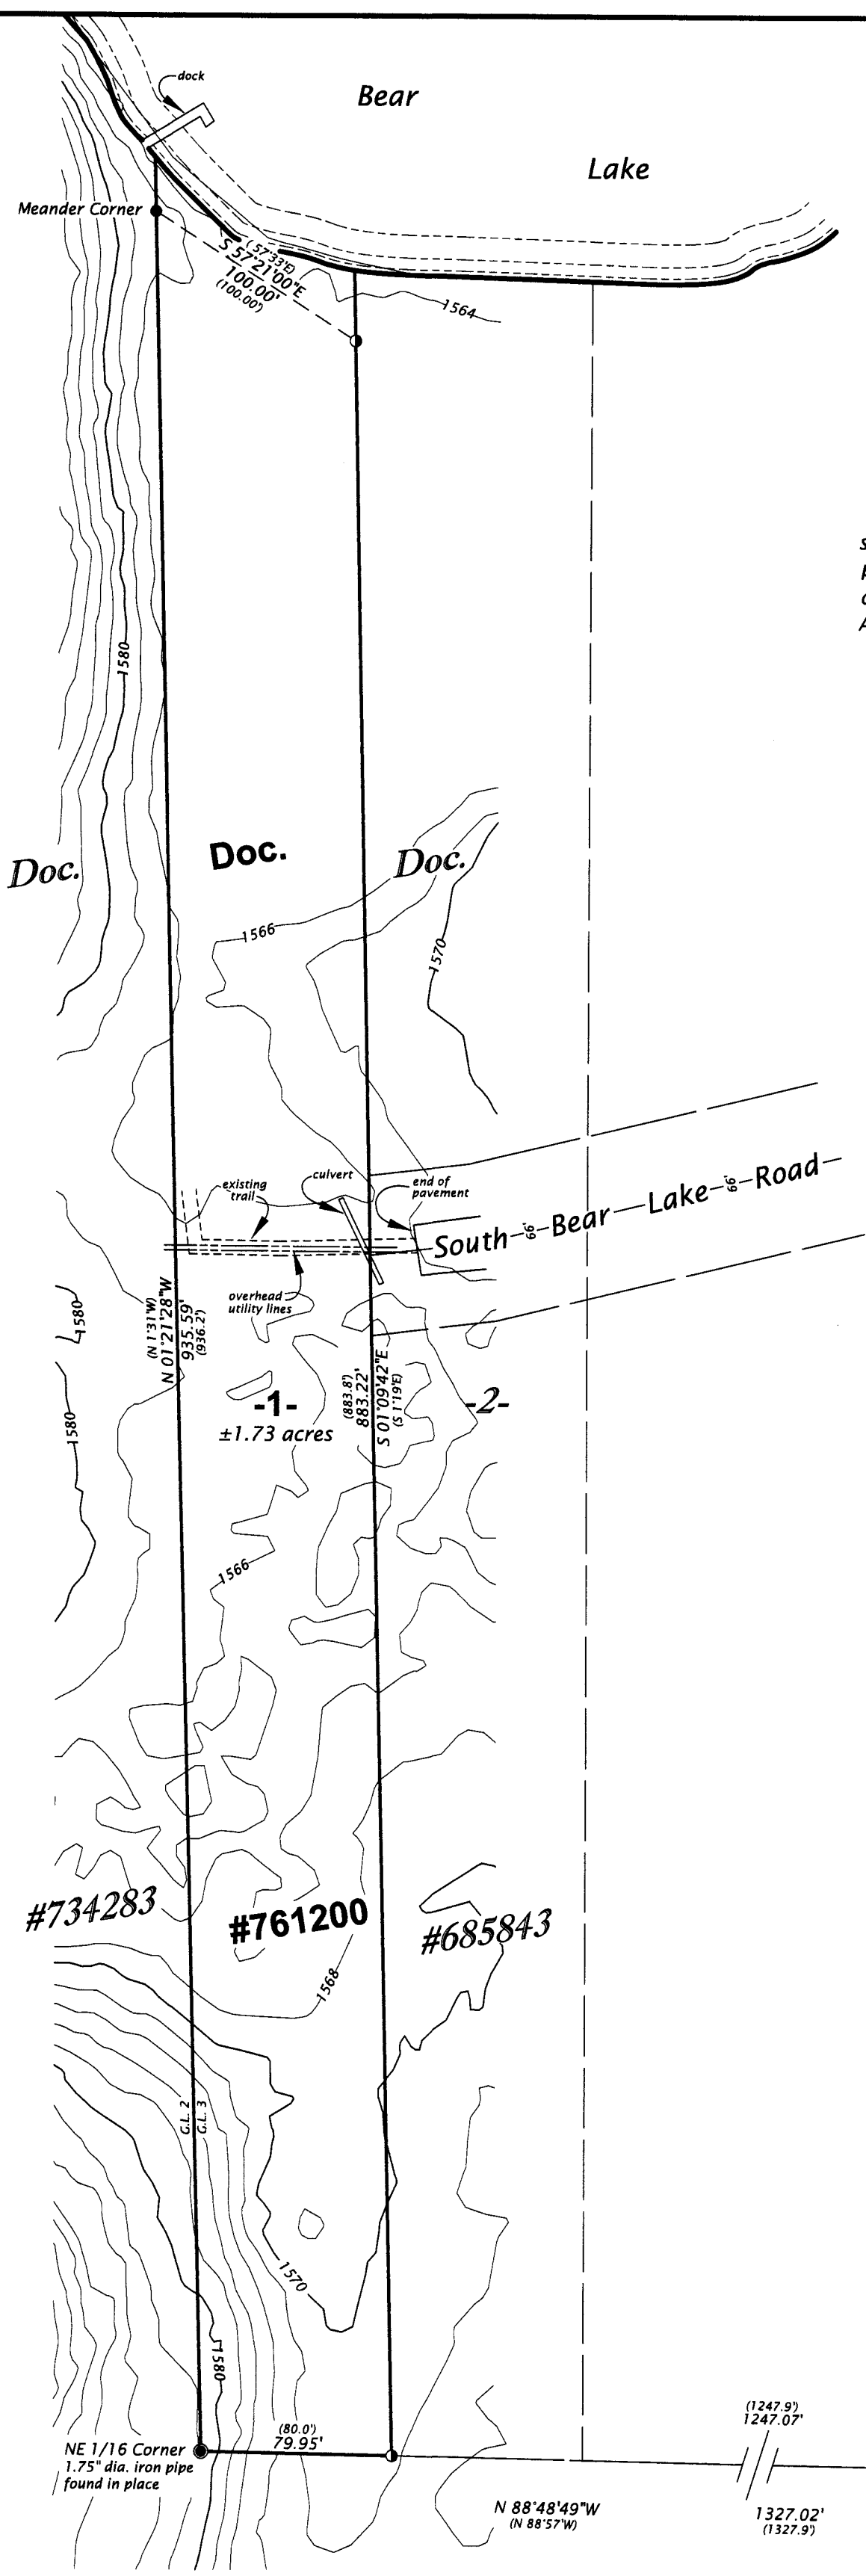 dock
Bear
Lake
Meander Corner
(57°33'E)
S 57°21'00"E
100.00'
(100.00')
1564
1580
Doc.
Doc.
Doc.
1566
1570
existing
trail
culvert
end of
pavement
South 66' Bear Lake 66' Road
overhead
utility lines
1580
(N 1°31'W)
N 01°21'28"W
935.59'
(936.2')
-1-
±1.73 acres
(883.8')
883.22'
S 01°09'42"E
(S 1°19'E)
-2-
1580
1566
#734283
#761200
#685843
1568
G.L. 2
G.L. 3
1570
1580
NE 1/16 Corner
1.75" dia. iron pipe
found in place
(80.0')
79.95'
(1247.9')
1247.07'
N 88°48'49"W
(N 88°57'W)
1327.02'
(1327.9')